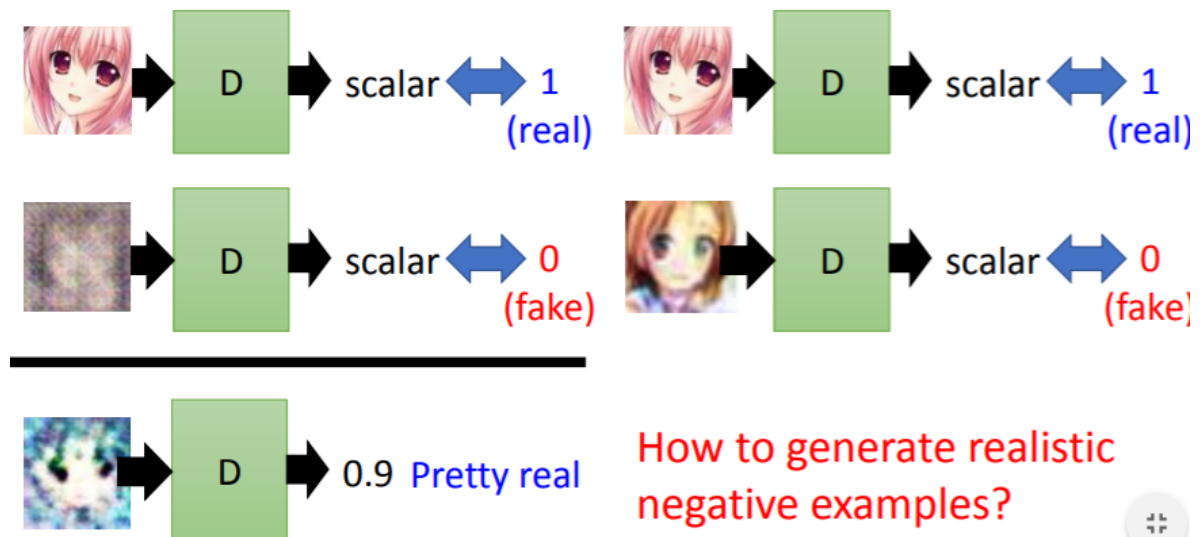 D scalar 1
(real)
D scalar 0
(fake)
D 0.9 Pretty real
D scalar 1
(real)
D scalar 0
(fake)
How to generate realistic
negative examples?